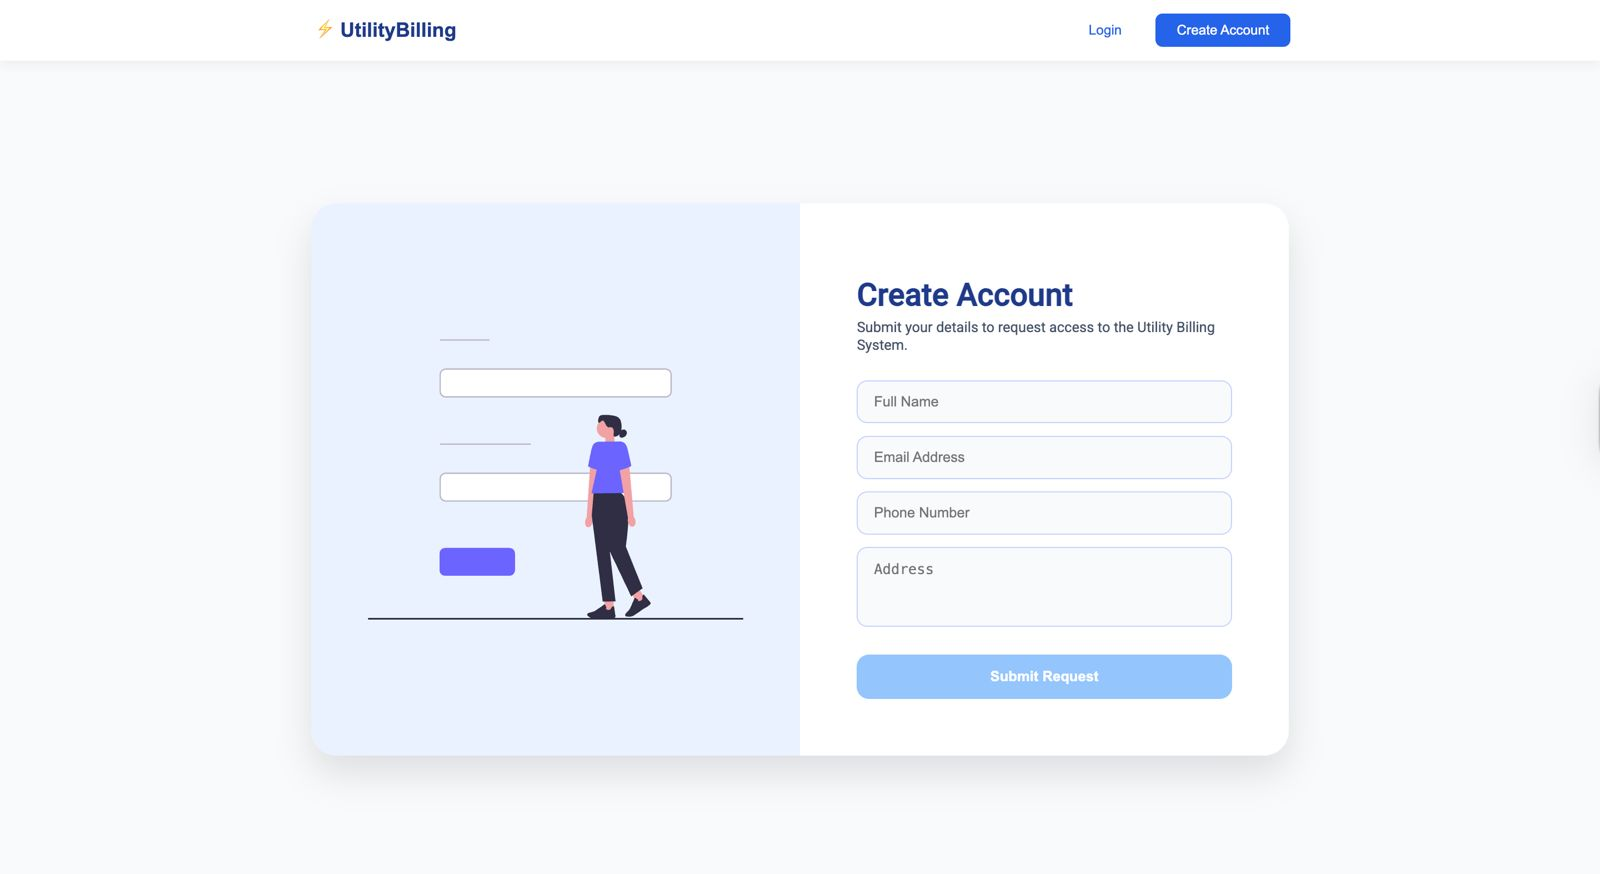 ⚡ UtilityBilling
Login
Create Account
Create Account
Submit your details to request access to the Utility Billing
System.
Full Name
Email Address
Phone Number
Address
Submit Request